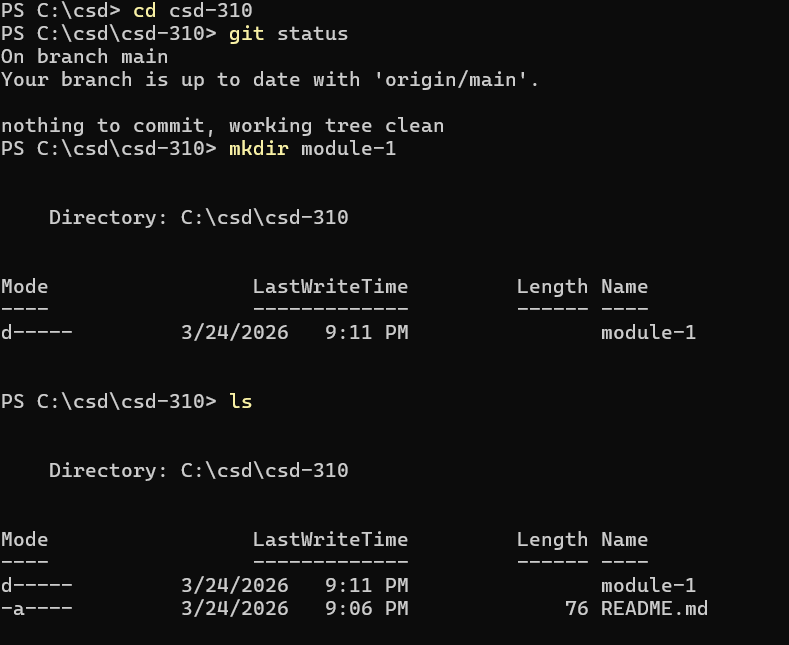 PS C:\csd> cd csd-310
PS C:\csd\csd-310> git status
On branch main
Your branch is up to date with 'origin/main'.
nothing to commit, working tree clean
PS C:\csd\csd-310> mkdir module-1
    Directory: C:\csd\csd-310
Mode                 LastWriteTime         Length Name
----                 -------------         ------ ----
d-----         3/24/2026   9:11 PM                module-1
PS C:\csd\csd-310> ls
    Directory: C:\csd\csd-310
Mode                 LastWriteTime         Length Name
----                 -------------         ------ ----
d-----         3/24/2026   9:11 PM                module-1
-a----         3/24/2026   9:06 PM             76 README.md